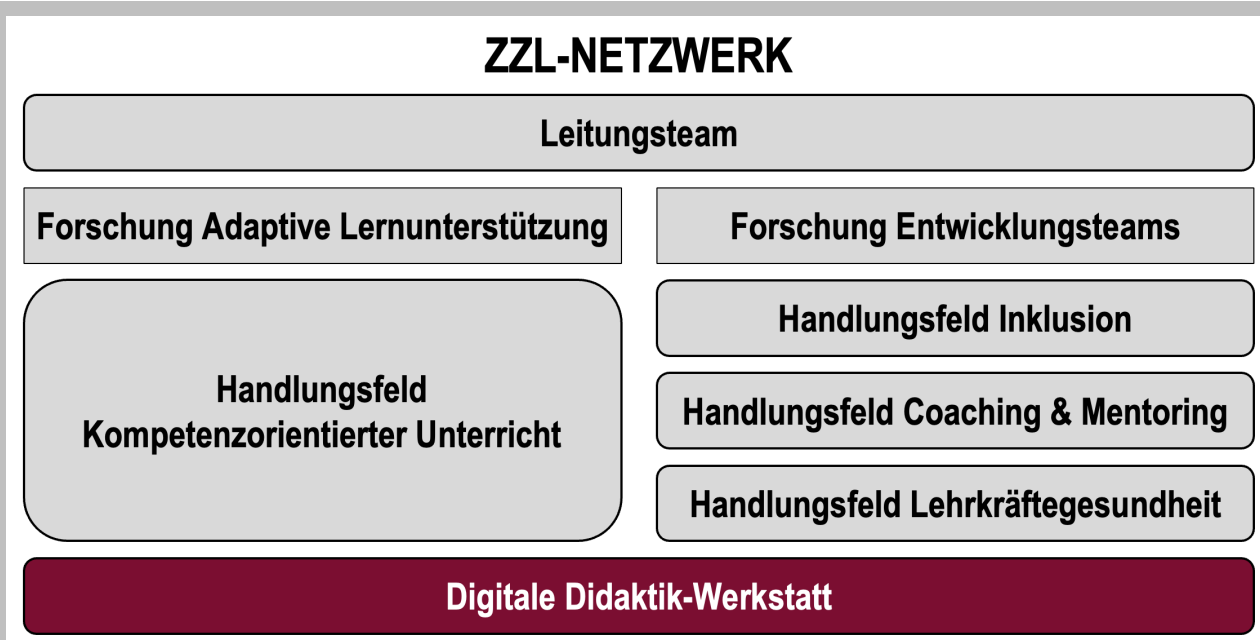 ZZL-NETZWERK
Leitungsteam
Forschung Adaptive Lernunterstützung
Forschung Entwicklungsteams
Handlungsfeld
Kompetenzorientierter Unterricht
Handlungsfeld Inklusion
Handlungsfeld Coaching & Mentoring
Handlungsfeld Lehrkräftegesundheit
Digitale Didaktik-Werkstatt